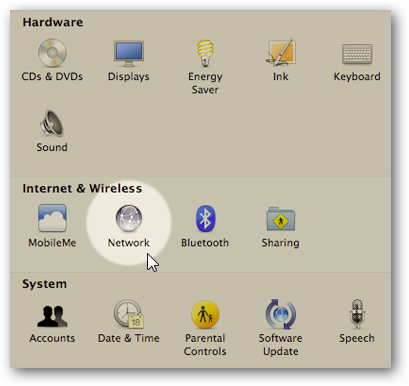 Hardware
CDs & DVDs Displays Energy Saver Ink Keyboard
Sound
Internet & Wireless
MobileMe Network Bluetooth Sharing
System
18
Accounts Date & Time Parental Controls Software Update Speech